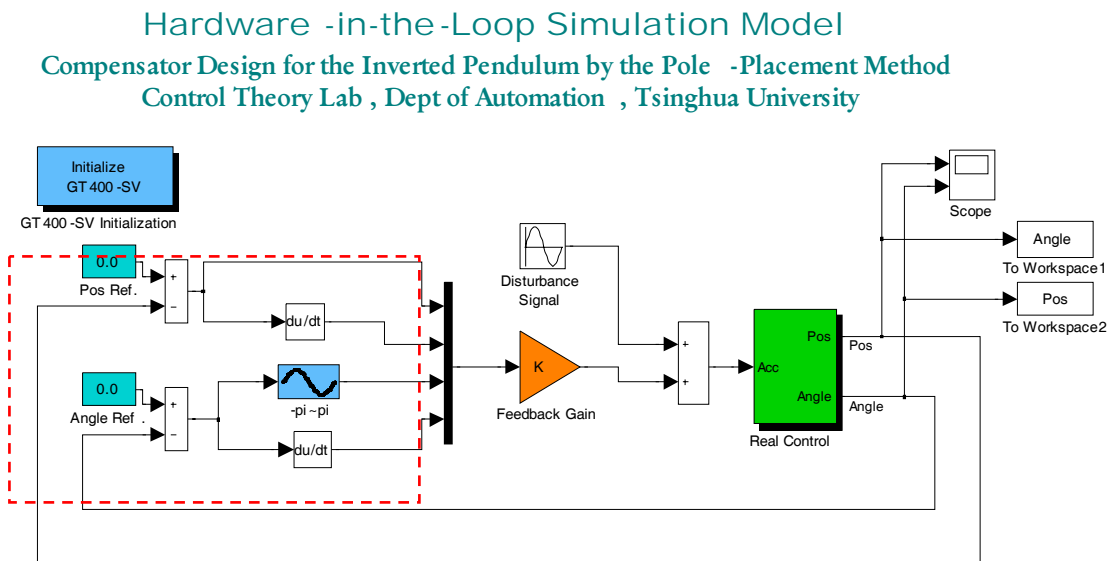 Hardware -in-the-Loop Simulation Model
Compensator Design for the Inverted Pendulum by the Pole -Placement Method
Control Theory Lab , Dept of Automation , Tsinghua University
Initialize
GT 400 -SV
GT 400 -SV Initialization
0.0
Pos Ref.
+
−
du/dt
0.0
Angle Ref .
+
−
-pi ~pi
du/dt
K
Feedback Gain
Disturbance
Signal
+
+
Acc
Pos
Angle
Real Control
Pos
Angle
Scope
Angle
To Workspace1
Pos
To Workspace2